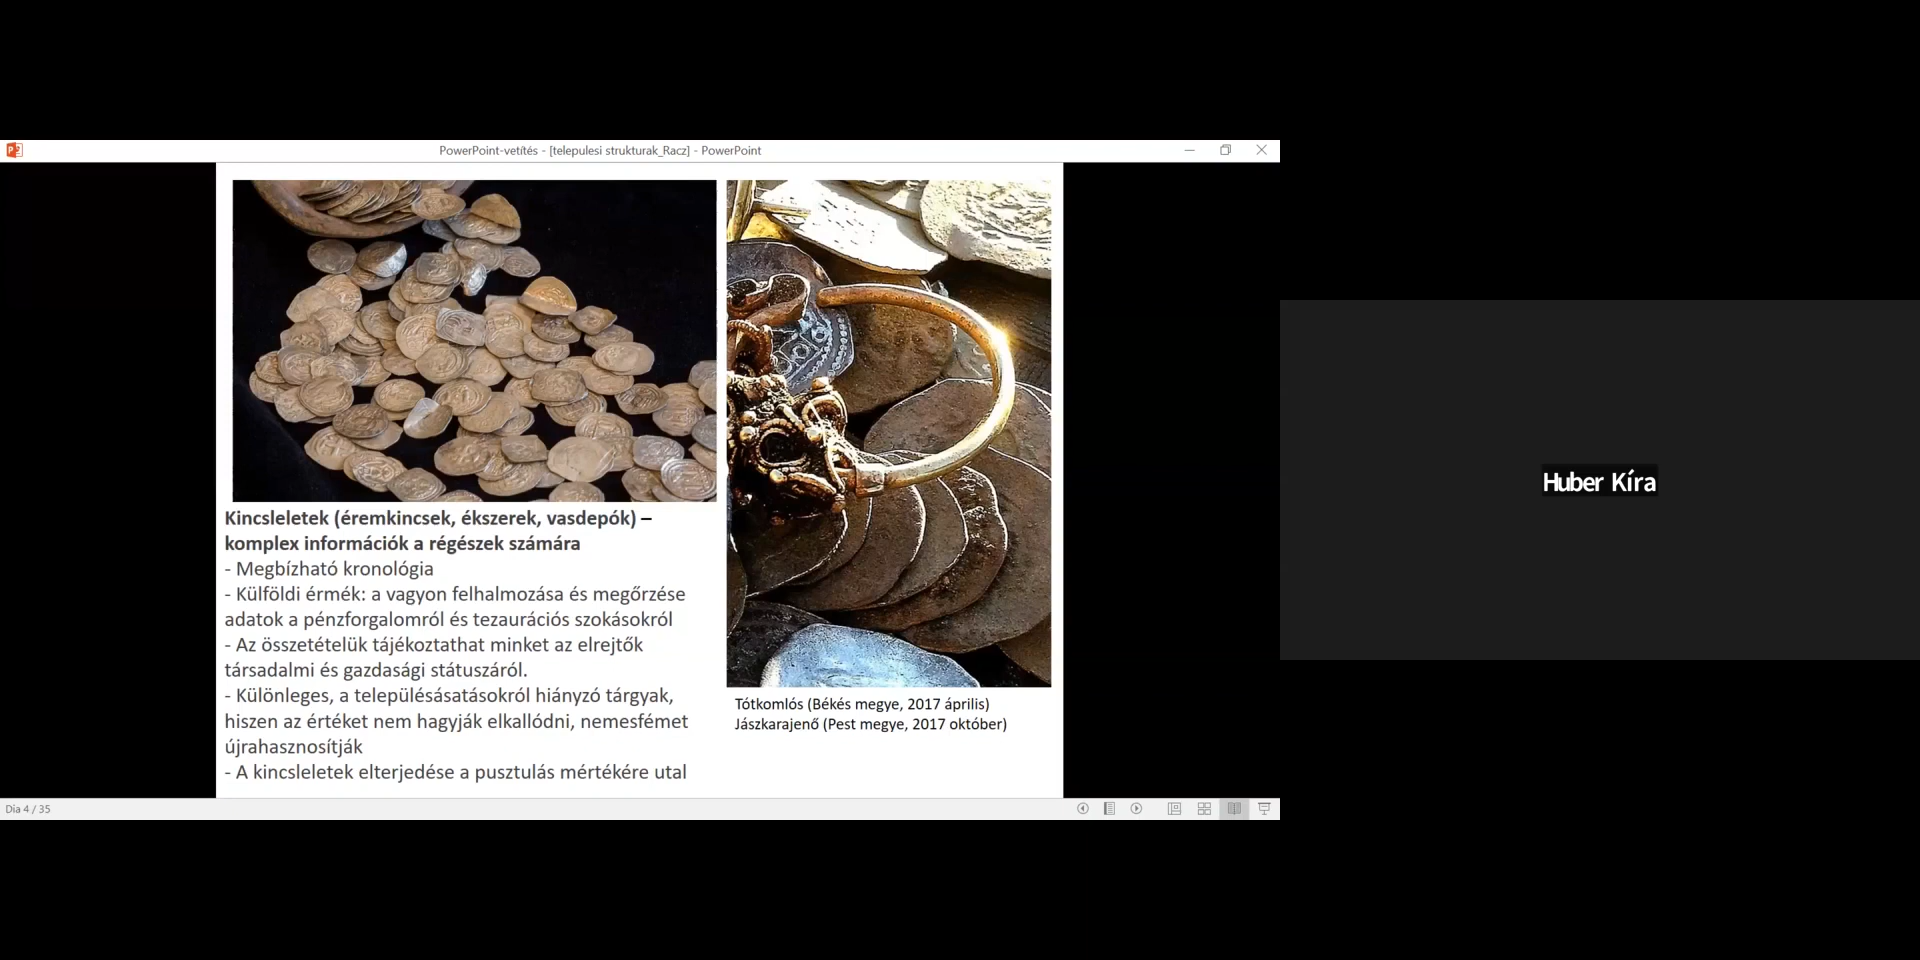 PowerPoint-vetítés - [telepulesi strukturak_Racz] - PowerPoint
Kincsleletek (éremkincsek, ékszerek, vasdepók) –
komplex információk a régészek számára
- Megbízható kronológia
- Külföldi érmék: a vagyon felhalmozása és megőrzése
adatok a pénzforgalomról és tezaurációs szokásokról
- Az összetételük tájékoztathat minket az elrejtők
társadalmi és gazdasági státuszáról.
- Különleges, a településásatásokról hiányzó tárgyak,
hiszen az értéket nem hagyják elkallódni, nemesfémet
újrahasznosítják
- A kincsleletek elterjedése a pusztulás mértékére utal
Tótkomlós (Békés megye, 2017 április)
Jászkarajenő (Pest megye, 2017 október)
Dia 4 / 35
Huber Kíra